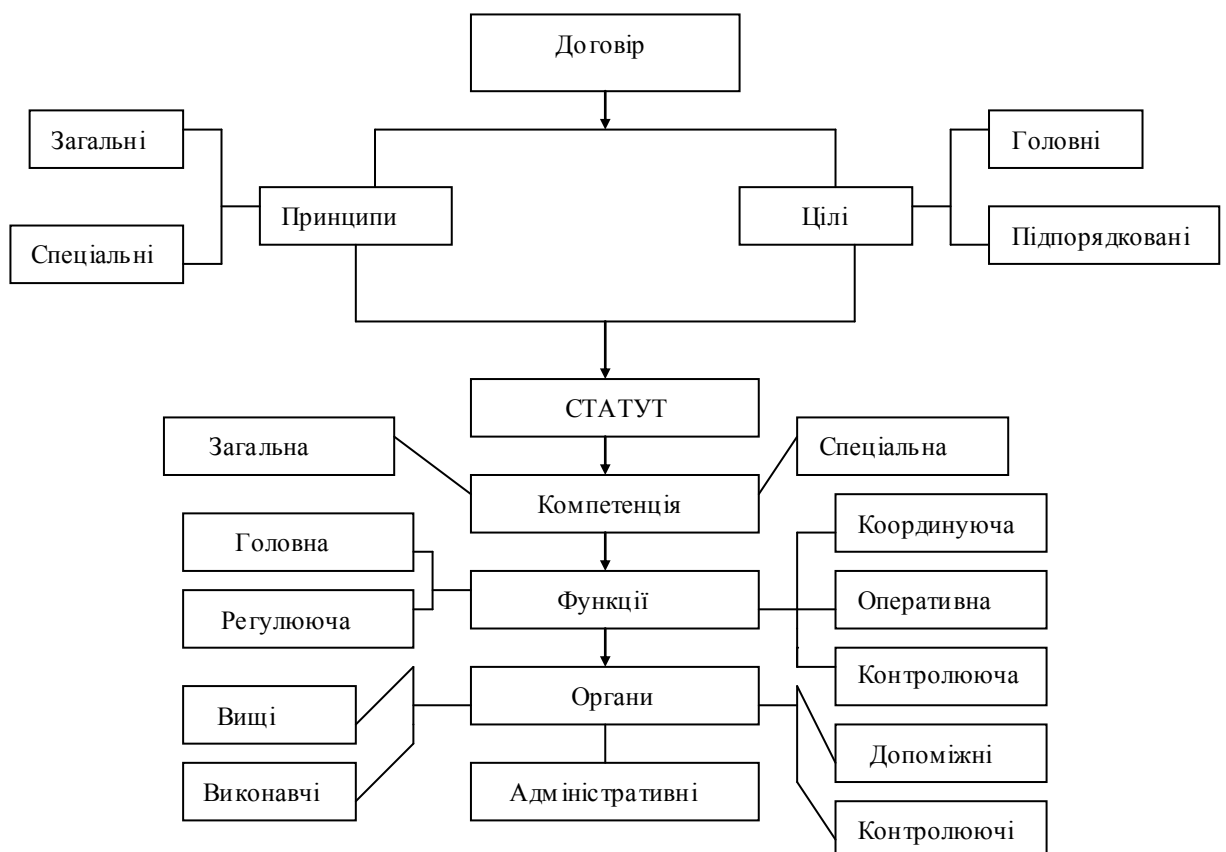 Договір
Загальні
Головні
Принципи
Цілі
Спеціальні
Підпорядковані
СТАТУТ
Загальна
Спеціальна
Компетенція
Координуюча
Головна
Функції
Оперативна
Регулююча
Контролююча
Органи
Вищі
Допоміжні
Виконавчі
Адміністративні
Контролюючі